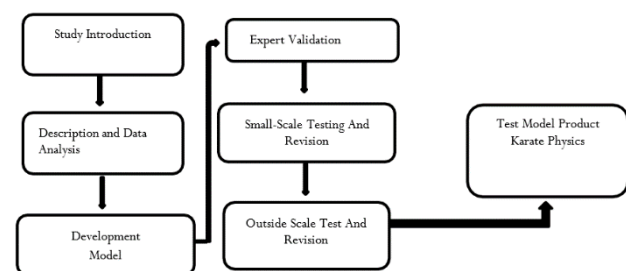 Study Introduction
Description and Data
Analysis
Development
Model
Expert Validation
Small-Scale Testing And
Revision
Outside Scale Test And
Revision
Test Model Product
Karate Physics